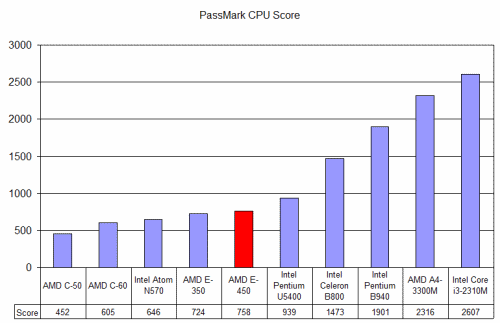 PassMark CPU Score
3000
2500
2000
1500
1000
500
0
AMD C-50 AMD C-60 Intel Atom N570 AMD E-350 AMD E-450 Intel Pentium U5400 Intel Celeron B800 Intel Pentium B940 AMD A4-3300M Intel Core i3-2310M
Score 452 605 646 724 758 939 1473 1901 2316 2607